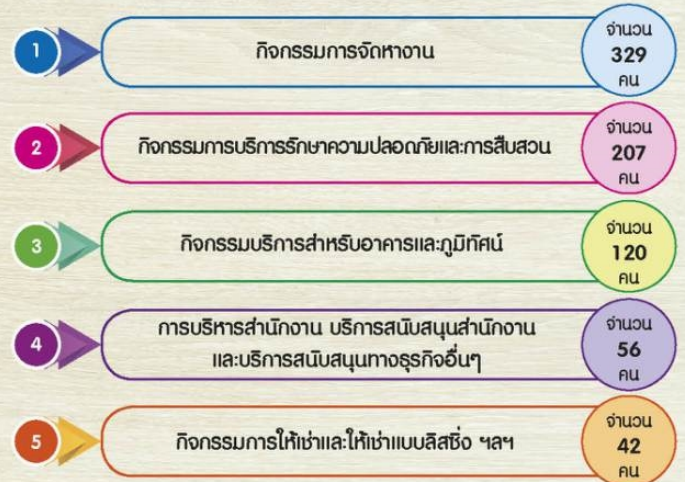 1
กิจกรรมการจัดหางาน
จำนวน
329
คน
2
กิจกรรมการบริการรักษาความปลอดภัยและการสืบสวน
จำนวน
207
คน
3
กิจกรรมบริการสำหรับอาคารและภูมิทัศน์
จำนวน
120
คน
4
การบริหารสำนักงาน บริการสนับสนุนสำนักงาน
และบริการสนับสนุนทางธุรกิจอื่นๆ
จำนวน
56
คน
5
กิจกรรมการให้เช่าและให้เช่าแบบลิสซิ่ง ฯลฯ
จำนวน
42
คน